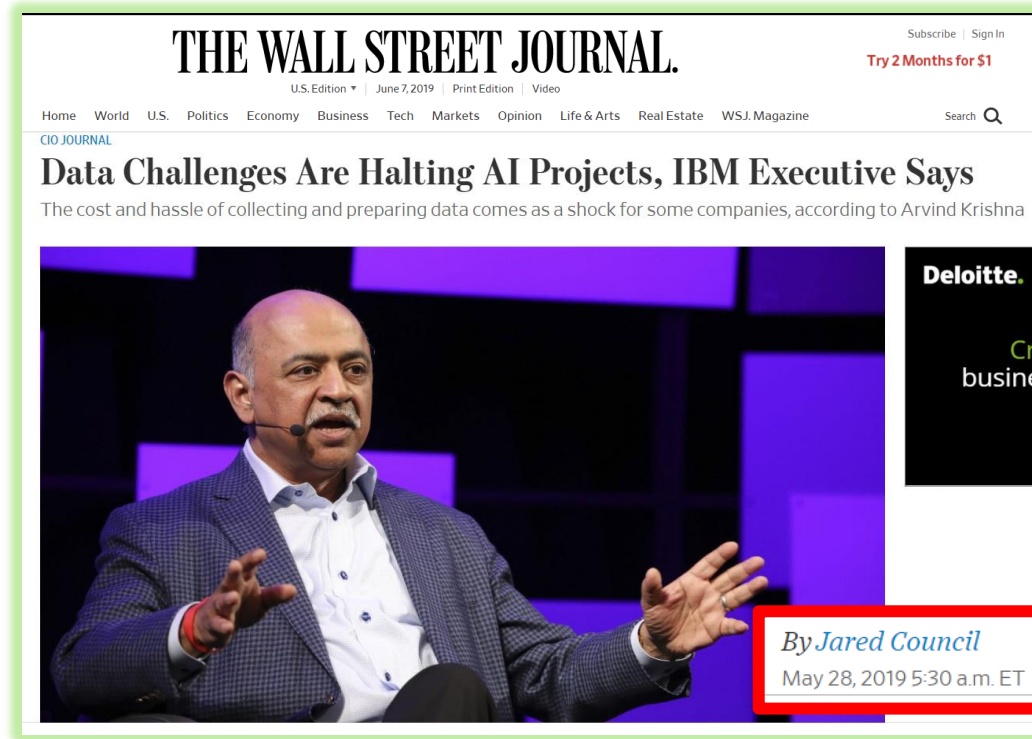 THE WALL STREET JOURNAL.
Subscribe | Sign In
Try 2 Months for $1
U.S. Edition ▼ | June 7, 2019 | Print Edition | Video
Home World U.S. Politics Economy Business Tech Markets Opinion Life & Arts Real Estate WSJ. Magazine Search
CIO JOURNAL
Data Challenges Are Halting AI Projects, IBM Executive Says
The cost and hassle of collecting and preparing data comes as a shock for some companies, according to Arvind Krishna
Deloitte.
By Jared Council
May 28, 2019 5:30 a.m. ET